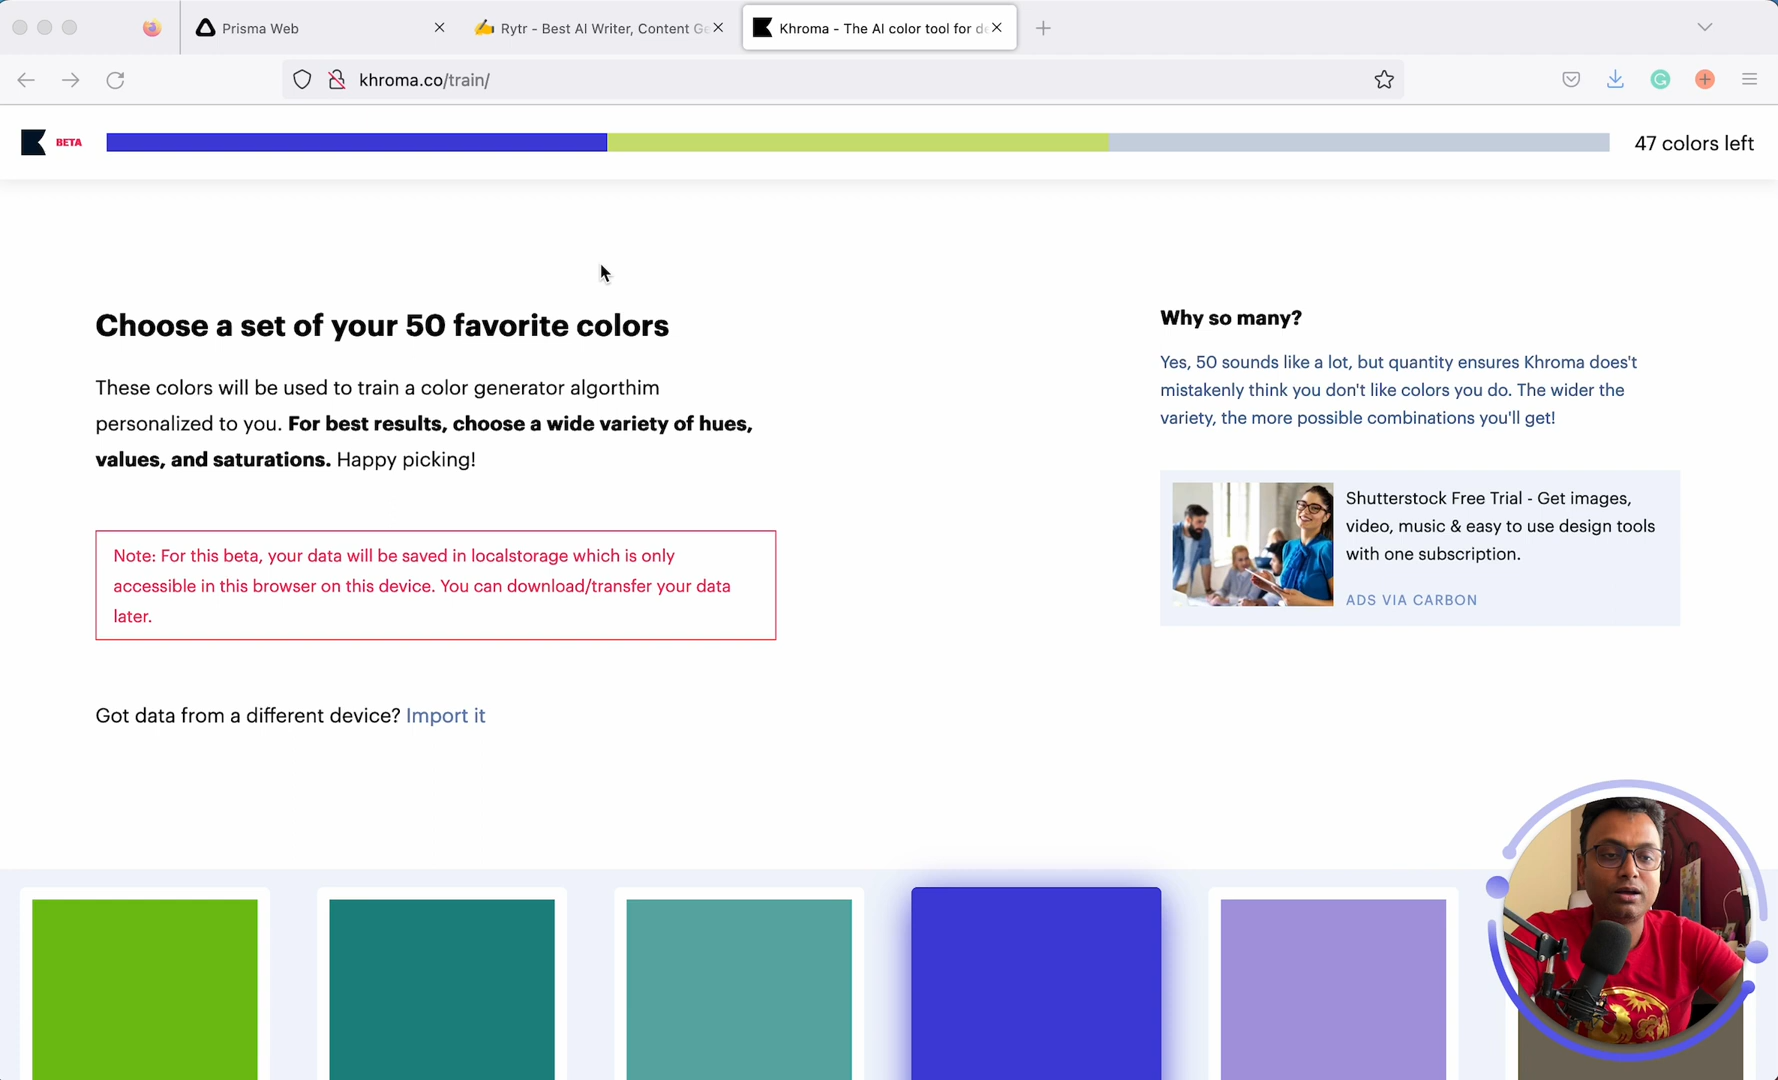 Prisma Web
Rytr - Best AI Writer, Content Ge
Khroma - The AI color tool for de
khroma.co/train/
BETA
47 colors left
Choose a set of your 50 favorite colors
These colors will be used to train a color generator algorthim
personalized to you. For best results, choose a wide variety of hues,
values, and saturations. Happy picking!
Note: For this beta, your data will be saved in localstorage which is only
accessible in this browser on this device. You can download/transfer your data
later.
Got data from a different device? Import it
Why so many?
Yes, 50 sounds like a lot, but quantity ensures Khroma does't
mistakenly think you don't like colors you do. The wider the
variety, the more possible combinations you'll get!
Shutterstock Free Trial - Get images,
video, music & easy to use design tools
with one subscription.
ADS VIA CARBON